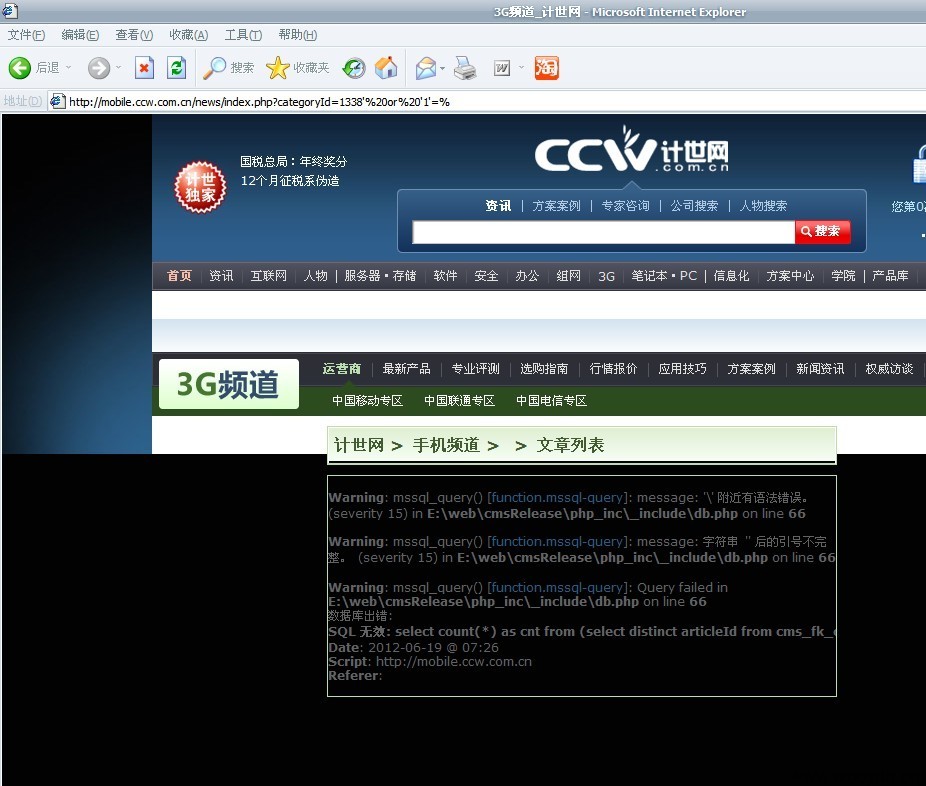 3G频道_计世网 - Microsoft Internet Explorer
文件(F) 编辑(E) 查看(V) 收藏(A) 工具(T) 帮助(H)
后退 搜索 收藏夹
地址(D) http://mobile.ccw.com.cn/news/index.php?categoryId=1338'%20or%20'1'=%
计世独家
国税总局：年终奖分
12个月征税系伪造
CCW计世网
.com.cn
您第0
资讯 | 方案案例 | 专家咨询 | 公司搜索 | 人物搜索
搜索
首页 资讯 互联网 人物 | 服务器·存储 软件 安全 办公 组网 3G 笔记本·PC | 信息化 方案中心 学院 | 产品库
3G频道
运营商 | 最新产品 | 专业评测 | 选购指南 | 行情报价 | 应用技巧 | 方案案例 | 新闻资讯 | 权威访谈
中国移动专区 中国联通专区 中国电信专区
计世网 > 手机频道 > > 文章列表
Warning: mssql_query() [function.mssql-query]: message: '\' 附近有语法错误。
(severity 15) in E:\web\cmsRelease\php_inc\_include\db.php on line 66
Warning: mssql_query() [function.mssql-query]: message: 字符串 '' 后的引号不完
整。 (severity 15) in E:\web\cmsRelease\php_inc\_include\db.php on line 66
Warning: mssql_query() [function.mssql-query]: Query failed in
E:\web\cmsRelease\php_inc\_include\db.php on line 66
数据库出错:
SQL 无效: select count(*) as cnt from (select distinct articleId from cms_fk_
Date: 2012-06-19 @ 07:26
Script: http://mobile.ccw.com.cn
Referer: